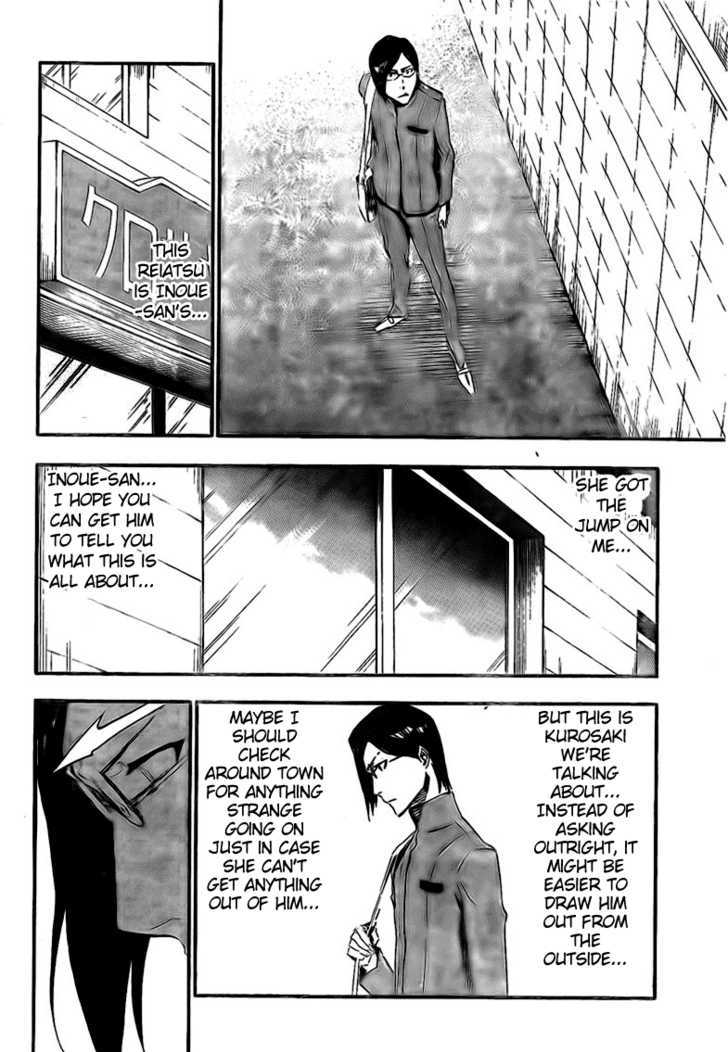 クロ
THIS
REIATSU
IS INOUE
-SAN'S...
SHE GOT
THE
JUMP ON
ME...
INOUE-SAN...
I HOPE YOU
CAN GET HIM
TO TELL YOU
WHAT THIS IS
ALL ABOUT...
BUT THIS IS
KUROSAKI
WE'RE
TALKING
ABOUT...
INSTEAD OF
ASKING
OUTRIGHT, IT
MIGHT BE
EASIER TO
DRAW HIM
OUT FROM
THE
OUTSIDE...
MAYBE I
SHOULD
CHECK
AROUND TOWN
FOR ANYTHING
STRANGE
GOING ON
JUST IN CASE
SHE CAN'T
GET ANYTHING
OUT OF HIM...